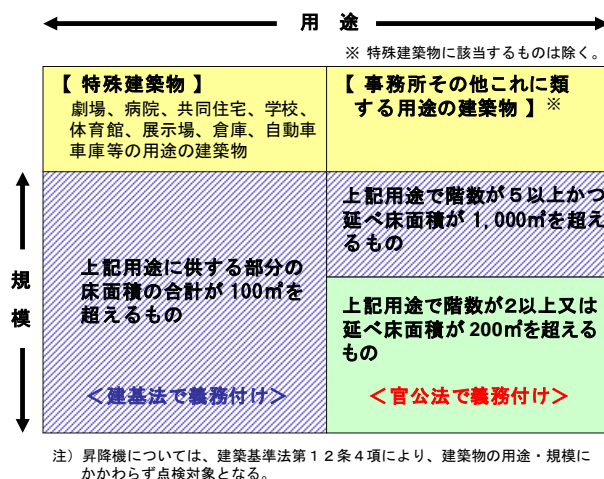 用　途
※ 特殊建築物に該当するものは除く。
【 特殊建築物 】
劇場、病院、共同住宅、学校、
体育館、展示場、倉庫、自動車
車庫等の用途の建築物
【 事務所その他これに類
する用途の建築物 】※
規
模
上記用途に供する部分の
床面積の合計が 100㎡を
超えるもの
＜建基法で義務付け＞
上記用途で階数が５以上かつ
延べ床面積が 1,000㎡を超え
るもの
上記用途で階数が２以上又は
延べ床面積が 200㎡を超える
もの
＜官公法で義務付け＞
注）昇降機については、建築基準法第１２条４項により、建築物の用途・規模に
かかわらず点検対象となる。